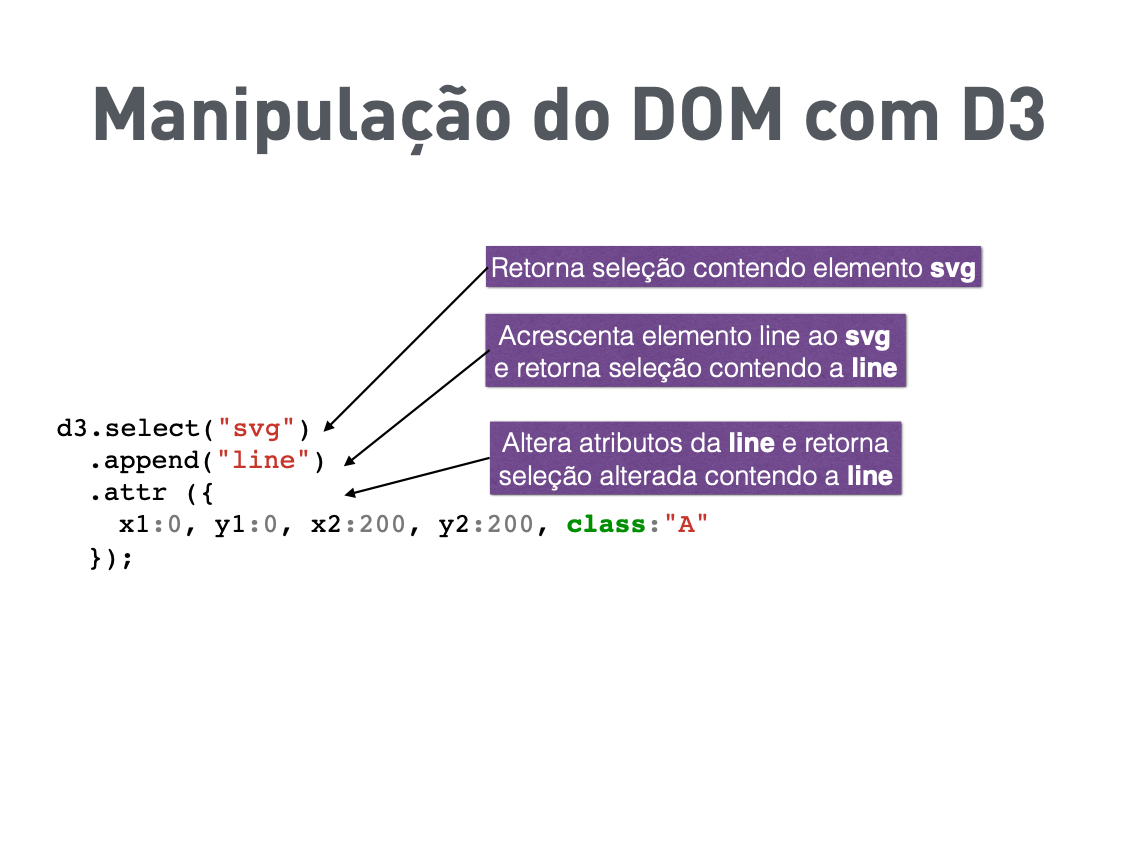 Manipulação do DOM com D3
Retorna seleção contendo elemento svg
Acrescenta elemento line ao svg
e retorna seleção contendo a line
Altera atributos da line e retorna
seleção alterada contendo a line
d3.select("svg")
.append("line")
.attr ({
x1:0, y1:0, x2:200, y2:200, class:"A"
});